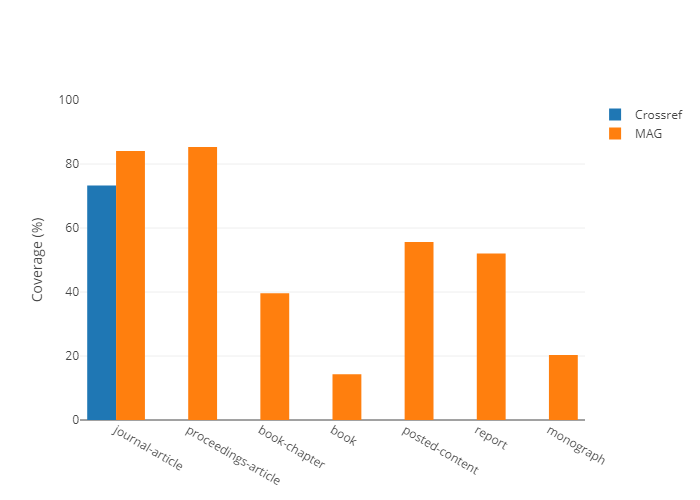 100
80
60
40
20
0
Coverage (%)
journal-article
proceedings-article
book-chapter
book
posted-content
report
monograph
Crossref
MAG